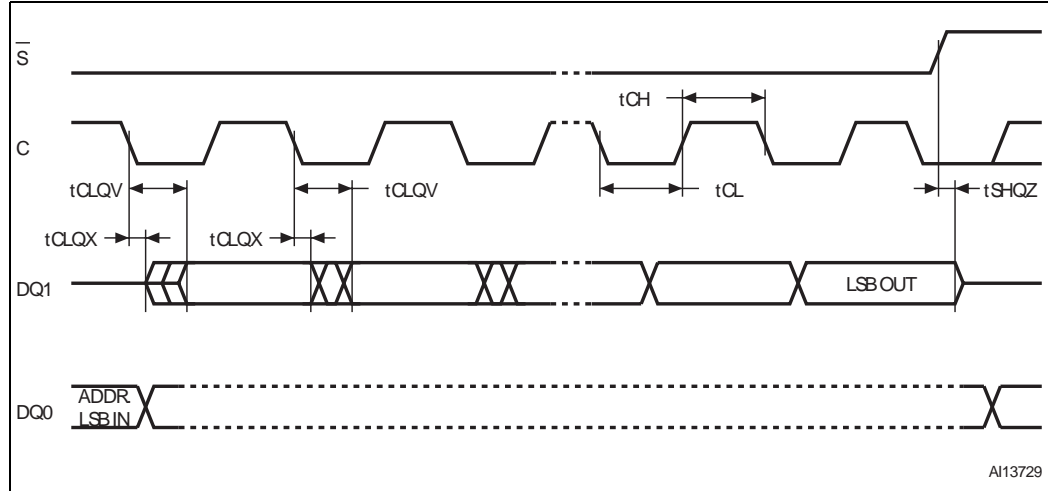 S
tCH
C
tCLQV
tCLQV
tCL
tSHQZ
tCLQX
tCLQX
DQ1
LSB OUT
ADDR.
LSB IN
DQ0
AI13729